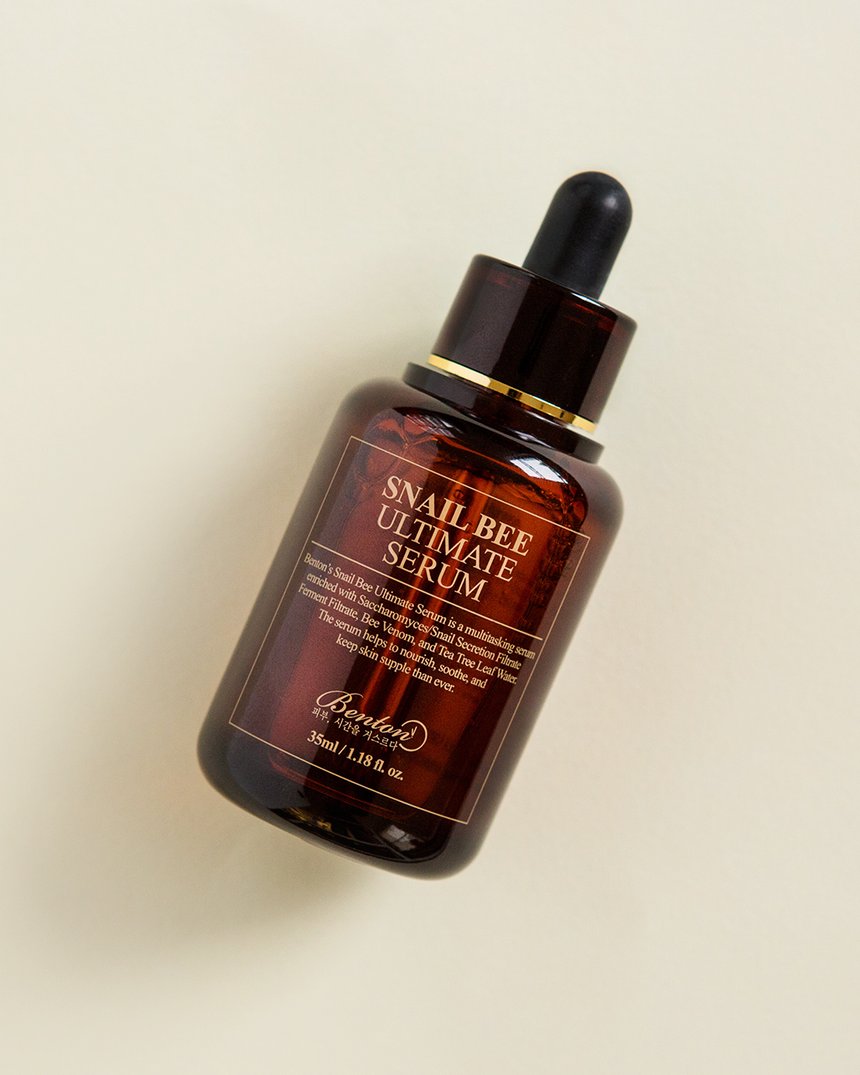 SNAIL BEE
ULTIMATE
SERUM
Benton's Snail Bee Ultimate Serum is a multitasking serum
enriched with Saccharomyces/Snail Secretion Filtrate
Ferment Filtrate, Bee Venom, and Tea Tree Leaf Water.
The serum helps to nourish, soothe, and
keep skin supple than ever.
Benton
피부, 시간을 거스르다
35ml / 1.18 fl. oz.